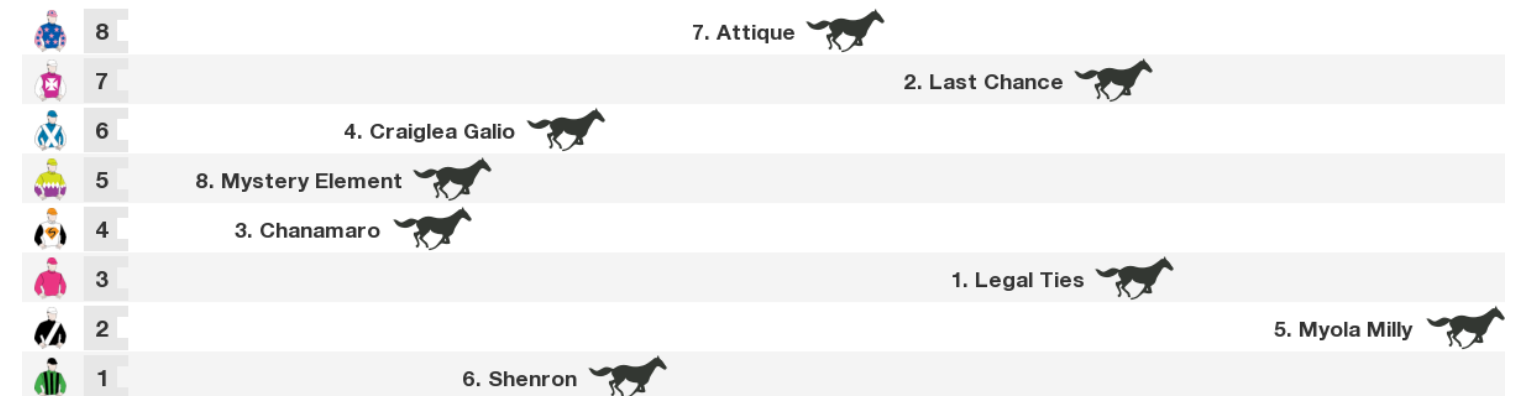 8 7. Attique
7 2. Last Chance
6 4. Craiglea Galio
5 8. Mystery Element
4 3. Chanamaro
3 1. Legal Ties
2 5. Myola Milly
1 6. Shenron